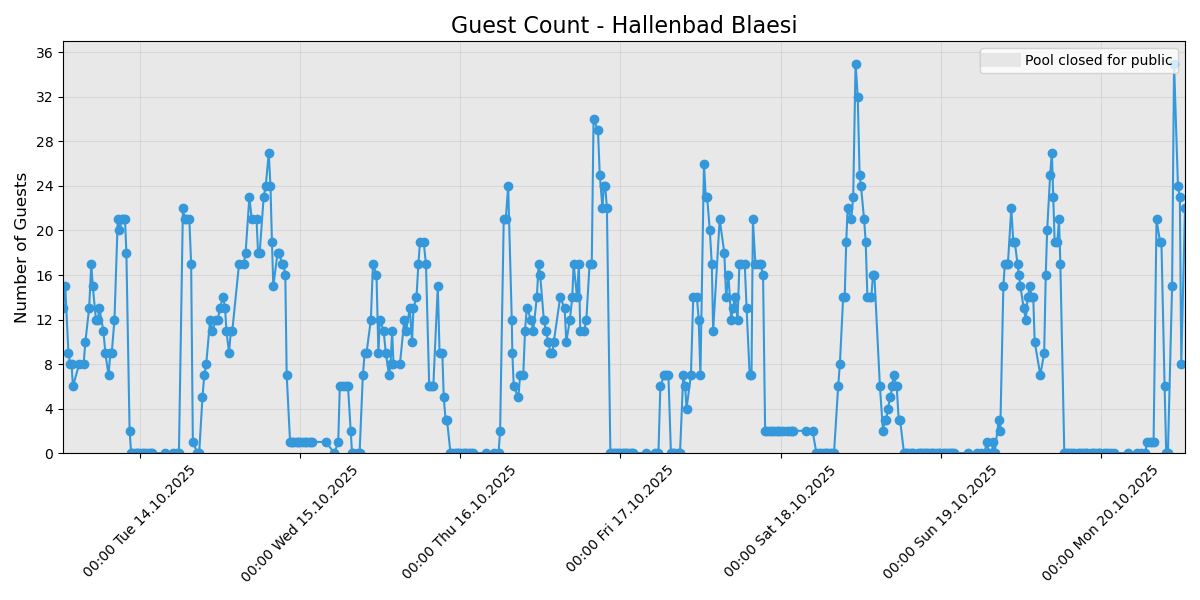 Guest Count - Hallenbad Blaesi
Pool closed for public
Number of Guests
36
32
28
24
20
16
12
8
4
0
00:00 Tue 14.10.2025
00:00 Wed 15.10.2025
00:00 Thu 16.10.2025
00:00 Fri 17.10.2025
00:00 Sat 18.10.2025
00:00 Sun 19.10.2025
00:00 Mon 20.10.2025